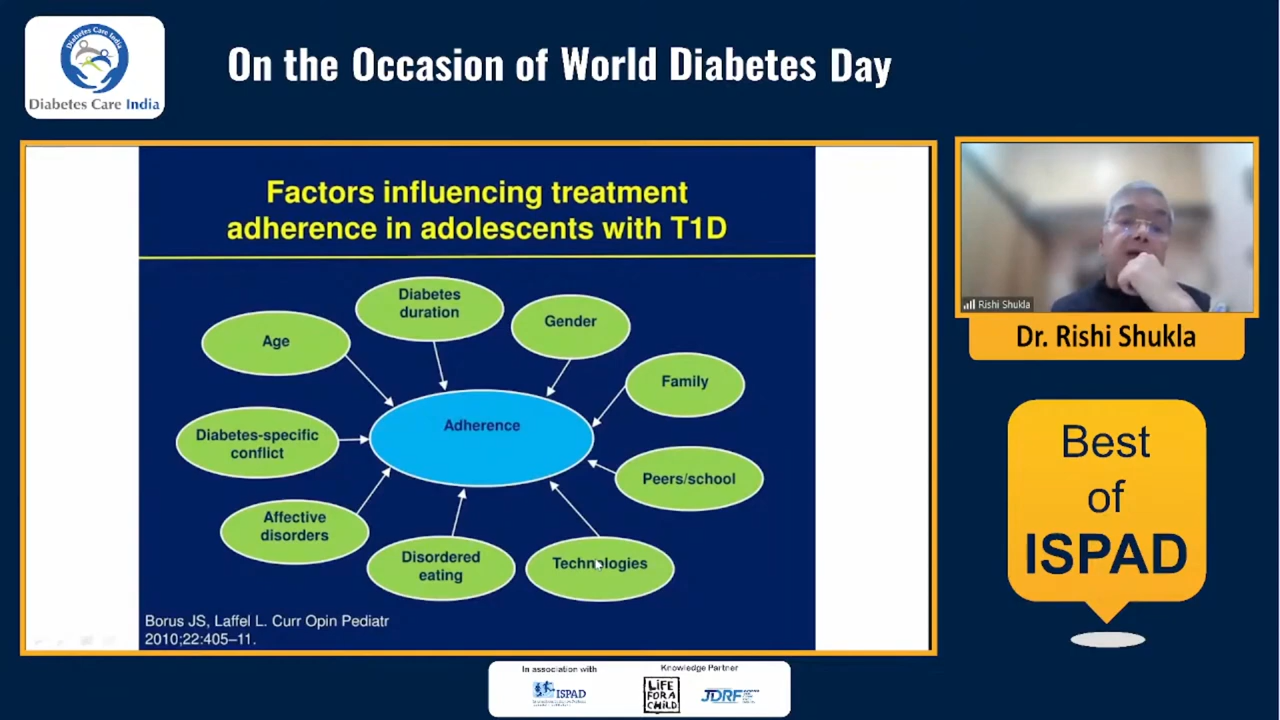 Diabetes Care India
Diabetes Care India
On the Occasion of World Diabetes Day
Factors influencing treatment
adherence in adolescents with T1D
Diabetes
duration
Gender
Age
Family
Adherence
Diabetes-specific
conflict
Peers/school
Affective
disorders
Disordered
eating
Technologies
Borus JS, Laffel L. Curr Opin Pediatr
2010;22:405–11.
Rishi Shukla
Dr. Rishi Shukla
Best
of
ISPAD
In association with
ISPAD
Knowledge Partner
LiFE
FOR A
CHiLD
JDRF